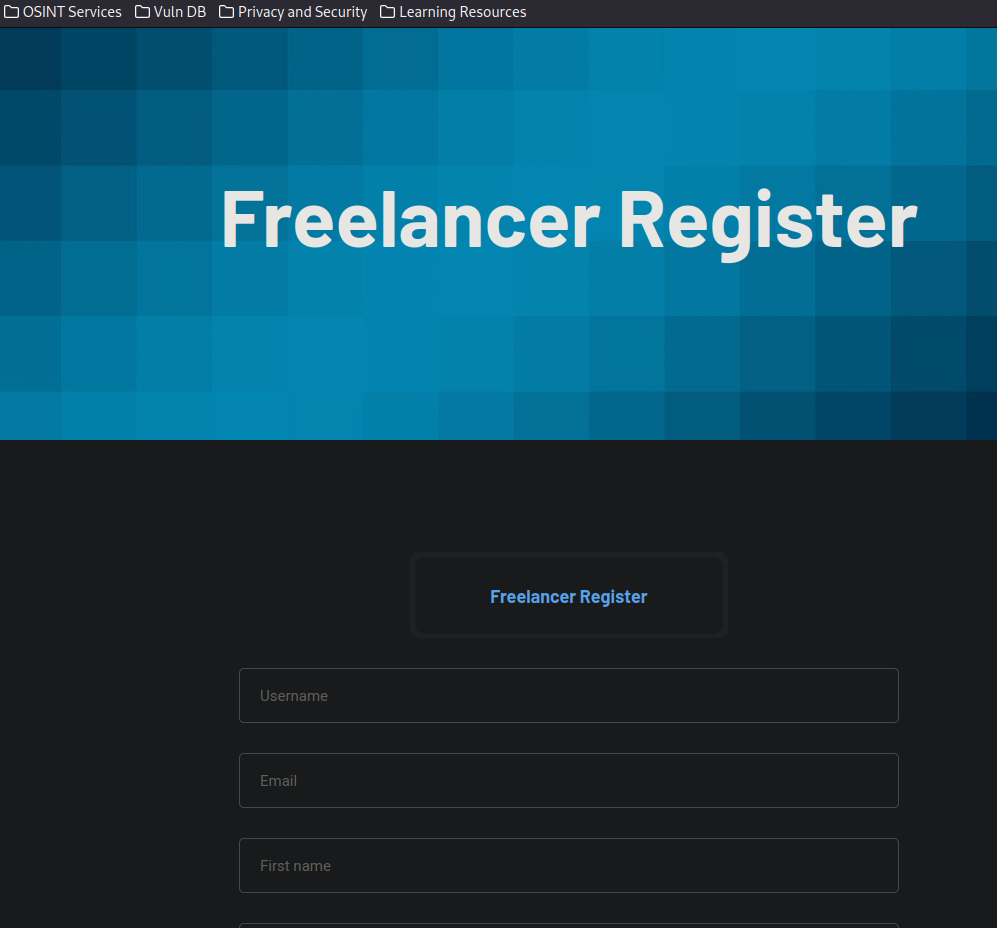 OSINT Services Vuln DB Privacy and Security Learning Resources
Freelancer Register
Freelancer Register
Username
Email
First name